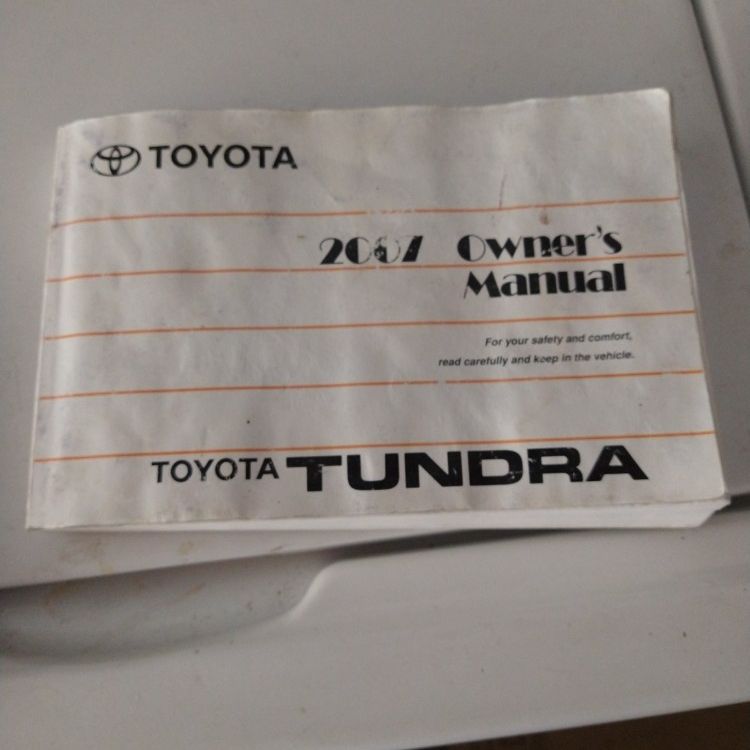 TOYOTA
2007 Owner's
Manual
For your safety and comfort,
read carefully and keep in the vehicle.
TOYOTA TUNDRA